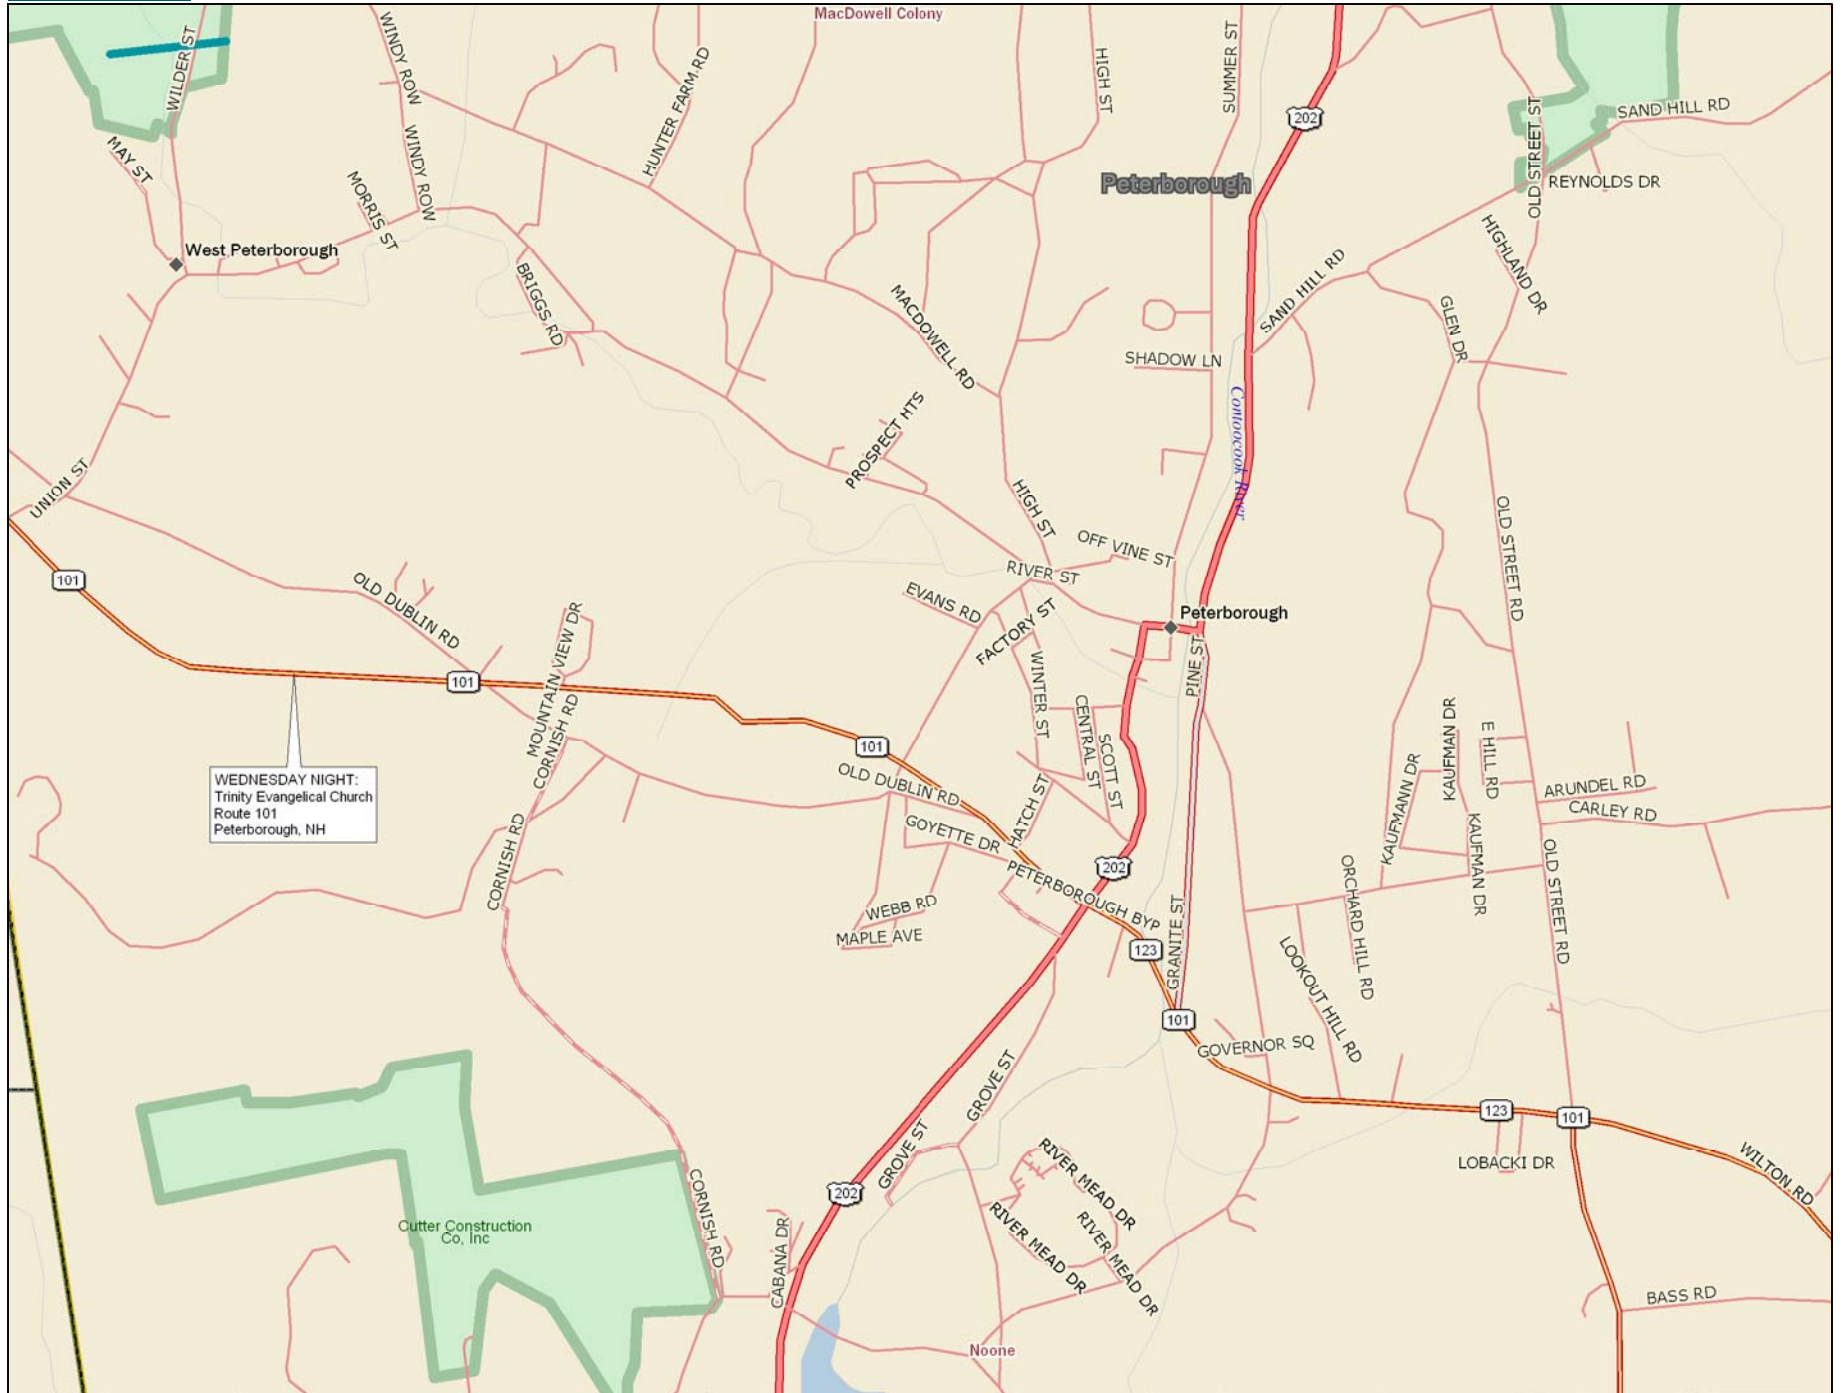 MacDowell Colony
WILDER ST
WINDY ROW
HUNTER FARM RD
HIGH ST
SUMMER ST
202
OLD STREET ST
SAND HILL RD
MAY ST
WINDY ROW
MORRIS ST
Peterborough
REYNOLDS DR
West Peterborough
HIGHLAND DR
BRIGGS RD
MACDOWELL RD
SAND HILL RD
GLEN DR
SHADOW LN
Contoocook River
PROSPECT HTS
UNION ST
HIGH ST
OFF VINE ST
OLD STREET RD
101
OLD DUBLIN RD
RIVER ST
EVANS RD
FACTORY ST
Peterborough
MOUNTAIN VIEW DR
101
WINTER ST
PINE ST
CORNISH RD
CENTRAL ST
SCOTT ST
101
KAUFMAN DR
E HILL RD
WEDNESDAY NIGHT:
Trinity Evangelical Church
Route 101
Peterborough, NH
OLD DUBLIN RD
KAUFMANN DR
ARUNDEL RD
CARLEY RD
HATCH ST
GOYETTE DR
CORNISH RD
KAUFMAN DR
202
PETERBOROUGH BYP
ORCHARD HILL RD
OLD STREET RD
WEBB RD
MAPLE AVE
123
GRANITE ST
LOOKOUT HILL RD
101
GOVERNOR SQ
GROVE ST
123
101
GROVE ST
RIVER MEAD DR
LOBACKI DR
WILTON RD
202
CORNISH RD
Cutter Construction
Co, Inc
CABANA DR
RIVER MEAD DR
RIVER MEAD DR
BASS RD
Noone